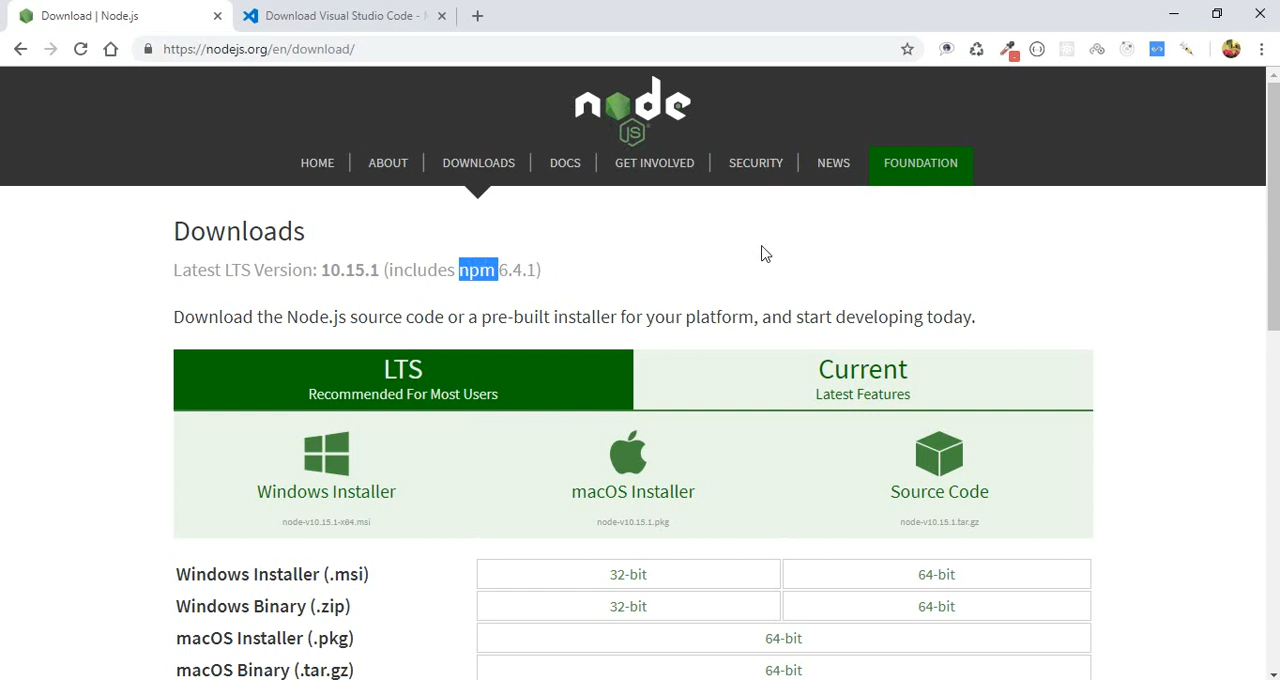 Download | Node.js
Download Visual Studio Code -
https://nodejs.org/en/download/
node
JS
HOME
ABOUT
DOWNLOADS
DOCS
GET INVOLVED
SECURITY
NEWS
FOUNDATION
Downloads
Latest LTS Version: 10.15.1 (includes npm 6.4.1)
Download the Node.js source code or a pre-built installer for your platform, and start developing today.
LTS
Recommended For Most Users
Current
Latest Features
Windows Installer
node-v10.15.1-x64.msi
macOS Installer
node-v10.15.1.pkg
Source Code
node-v10.15.1.tar.gz
Windows Installer (.msi)
32-bit
64-bit
Windows Binary (.zip)
32-bit
64-bit
macOS Installer (.pkg)
64-bit
macOS Binary (.tar.gz)
64-bit